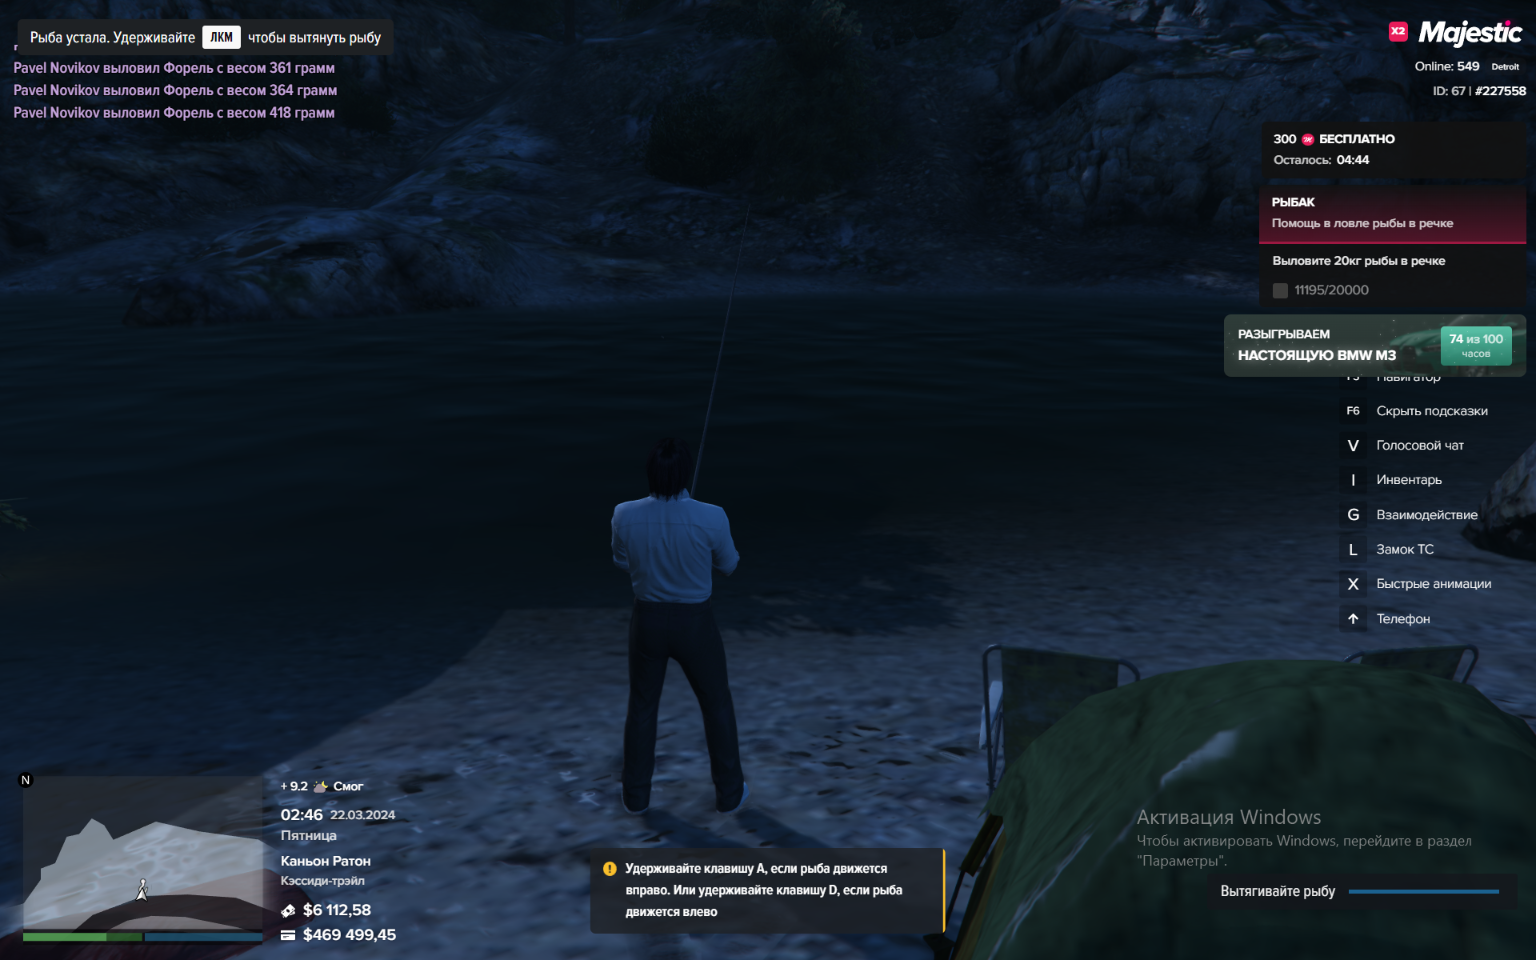 Рыба устала. Удерживайте ЛКМ чтобы вытянуть рыбу
Pavel Novikov выловил Форель с весом 361 грамм
Pavel Novikov выловил Форель с весом 364 грамм
Pavel Novikov выловил Форель с весом 418 грамм
X2 Majestic
Online: 549 Detroit
ID: 67 | #227558
300 БЕСПЛАТНО
Осталось: 04:44
РЫБАК
Помощь в ловле рыбы в речке
Выловите 20кг рыбы в речке
11195/20000
РАЗЫГРЫВАЕМ
НАСТОЯЩУЮ BMW M3
74 из 100
часов
Навигатор
F6 Скрыть подсказки
V Голосовой чат
I Инвентарь
G Взаимодействие
L Замок ТС
X Быстрые анимации
↑ Телефон
N
+ 9.2 Смог
02:46 22.03.2024
Пятница
Каньон Ратон
Кэссиди-трэйл
$6 112,58
$469 499,45
Удерживайте клавишу A, если рыба движется
вправо. Или удерживайте клавишу D, если рыба
движется влево
Активация Windows
Чтобы активировать Windows, перейдите в раздел
"Параметры".
Вытягивайте рыбу